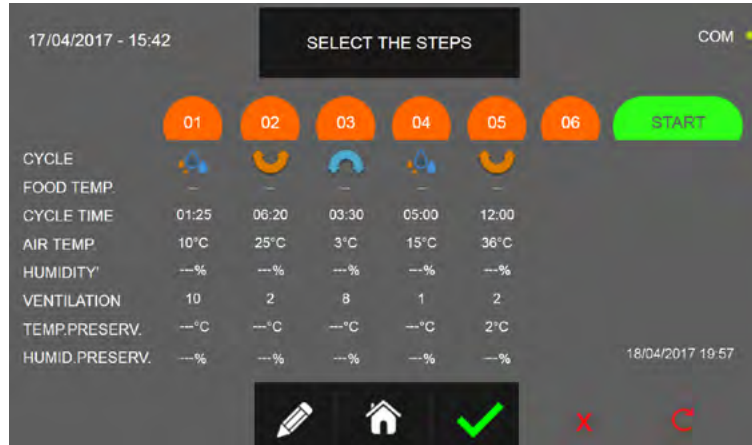 17/04/2017 - 15:42 SELECT THE STEPS COM
01 02 03 04 05 06 START
CYCLE
FOOD TEMP. -- -- -- -- --
CYCLE TIME 01:25 06:20 03:30 05:00 12:00
AIR TEMP. 10°C 25°C 3°C 15°C 36°C
HUMIDITY' ---% ---% ---% ---% ---%
VENTILATION 10 2 8 1 2
TEMP.PRESERV. ---°C ---°C ---°C ---°C 2°C
HUMID.PRESERV. ---% ---% ---% ---% ---%
18/04/2017 19:57